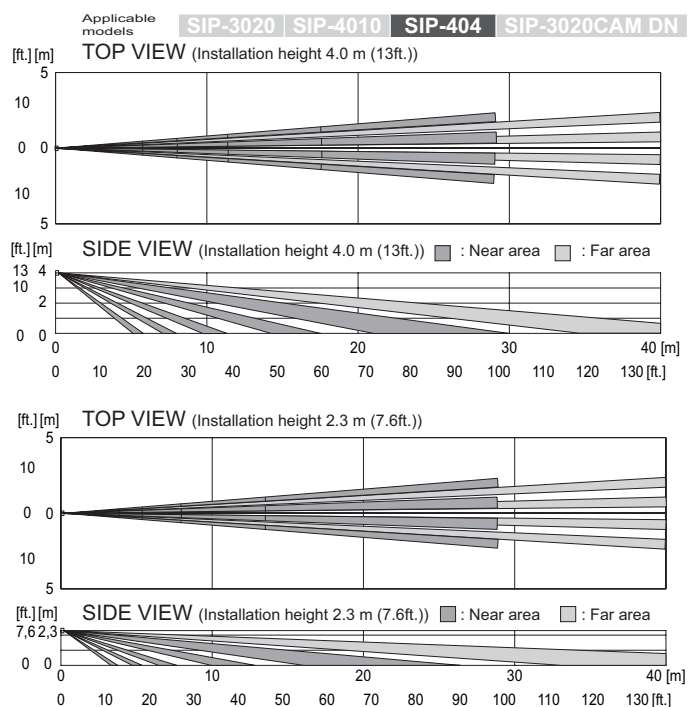 Applicable models SIP-3020 SIP-4010 SIP-404 SIP-3020CAM DN
[ft.] [m] TOP VIEW (Installation height 4.0 m (13ft.))
5
10
0 0
10
5
[ft.] [m] SIDE VIEW (Installation height 4.0 m (13ft.)) : Near area : Far area
13 4
10
2
0 0
0 10 20 30 40 [m]
0 10 20 30 40 50 60 70 80 90 100 110 120 130 [ft.]
[ft.] [m] TOP VIEW (Installation height 2.3 m (7.6ft.))
5
10
0 0
10
5
[ft.] [m] SIDE VIEW (Installation height 2.3 m (7.6ft.)) : Near area : Far area
7,6 2,3
0 0
0 10 20 30 40 [m]
0 10 20 30 40 50 60 70 80 90 100 110 120 130 [ft.]